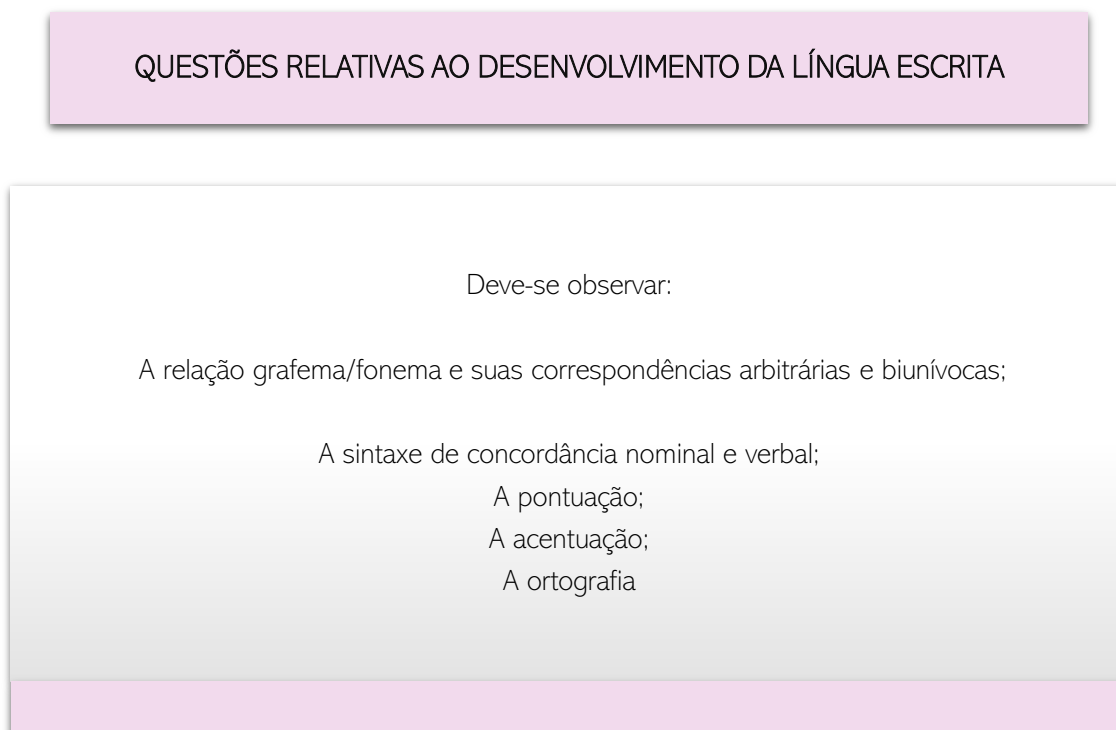 QUESTÕES RELATIVAS AO DESENVOLVIMENTO DA LÍNGUA ESCRITA
Deve-se observar:
A relação grafema/fonema e suas correspondências arbitrárias e biunívocas;
A sintaxe de concordância nominal e verbal;
A pontuação;
A acentuação;
A ortografia